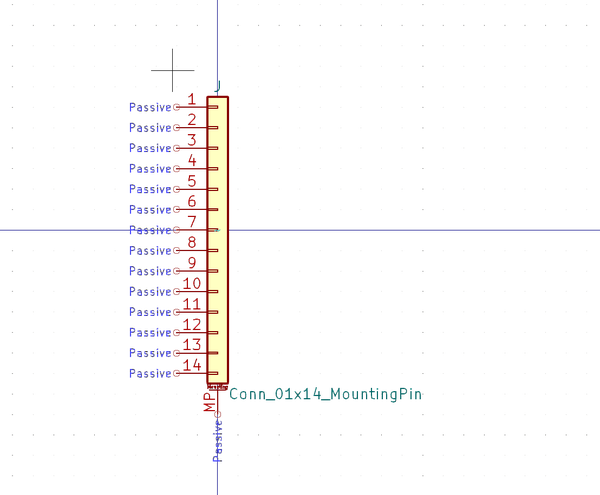 J
Passive 1
Passive 2
Passive 3
Passive 4
Passive 5
Passive 6
Passive 7
Passive 8
Passive 9
Passive 10
Passive 11
Passive 12
Passive 13
Passive 14
Conn_01x14_MountingPin
MP
Passive